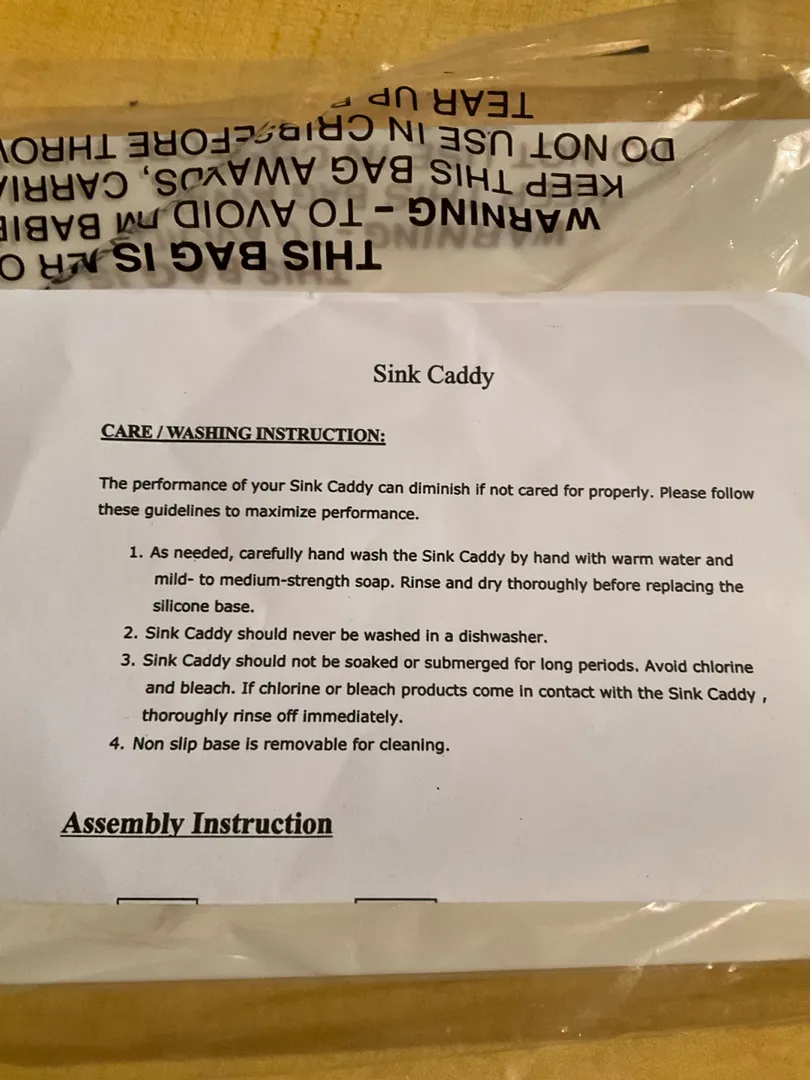 THIS BAG IS
WARNING – TO AVOID
KEEP THIS BAG AWAY
DO NOT USE IN
TEAR UP
Sink Caddy
CARE / WASHING INSTRUCTION:
The performance of your Sink Caddy can diminish if not cared for properly. Please follow
these guidelines to maximize performance.
1. As needed, carefully hand wash the Sink Caddy by hand with warm water and
mild- to medium-strength soap. Rinse and dry thoroughly before replacing the
silicone base.
2. Sink Caddy should never be washed in a dishwasher.
3. Sink Caddy should not be soaked or submerged for long periods. Avoid chlorine
and bleach. If chlorine or bleach products come in contact with the Sink Caddy ,
thoroughly rinse off immediately.
4. Non slip base is removable for cleaning.
Assembly Instruction